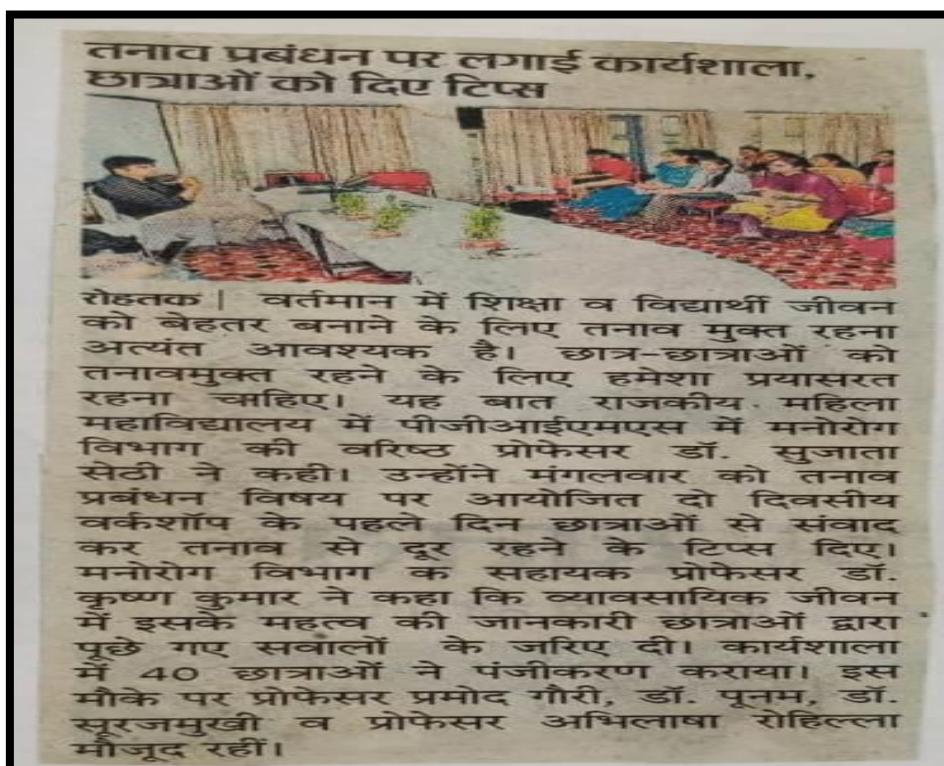 तनाव प्रबंधन पर लगाई कार्यशाला,
छात्राओं को दिए टिप्स
रोहतक | वर्तमान में शिक्षा व विद्यार्थी जीवन
को बेहतर बनाने के लिए तनाव मुक्त रहना
अत्यंत आवश्यक है। छात्र-छात्राओं को
तनावमुक्त रहने के लिए हमेशा प्रयासरत
रहना चाहिए। यह बात राजकीय महिला
महाविद्यालय में पीजीआईएमएस में मनोरोग
विभाग की वरिष्ठ प्रोफेसर डॉ. सुजाता
सेठी ने कही। उन्होंने मंगलवार को तनाव
प्रबंधन विषय पर आयोजित दो दिवसीय
वर्कशॉप के पहले दिन छात्राओं से संवाद
कर तनाव से दूर रहने के टिप्स दिए।
मनोरोग विभाग क सहायक प्रोफेसर डॉ.
कृष्ण कुमार ने कहा कि व्यावसायिक जीवन
में इसके महत्व की जानकारी छात्राओं द्वारा
पूछे गए सवालों के जरिए दी। कार्यशाला
में 40 छात्राओं ने पंजीकरण कराया। इस
मौके पर प्रोफेसर प्रमोद गौरी, डॉ. पूनम, डॉ.
सूरजमुखी व प्रोफेसर अभिलाषा रोहिल्ला
मौजूद रहीं।